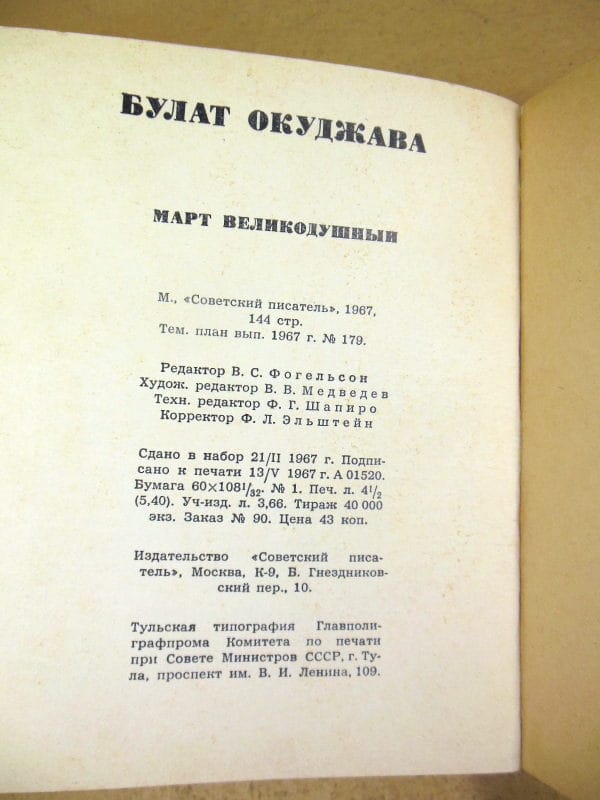 БУЛАТ ОКУДЖАВА
МАРТ ВЕЛИКОДУШНЫЙ
М., «Советский писатель», 1967,
144 стр.
Тем. план вып. 1967 г. № 179.
Редактор В. С. Фогельсон
Худож. редактор В. В. Медведев
Техн. редактор Ф. Г. Шапиро
Корректор Ф. Л. Эльштейн
Сдано в набор 21/II 1967 г. Подпи-
сано к печати 13/V 1967 г. А 01520.
Бумага 60×108¹/₃₂. № 1. Печ. л. 4¹/₂
(5,40). Уч-изд. л. 3,66. Тираж 40 000
экз. Заказ № 90. Цена 43 коп.
Издательство «Советский писа-
тель», Москва, К-9, Б. Гнездников-
ский пер., 10.
Тульская типография Главполи-
графпрома Комитета по печати
при Совете Министров СССР, г. Ту-
ла, проспект им. В. И. Ленина, 109.